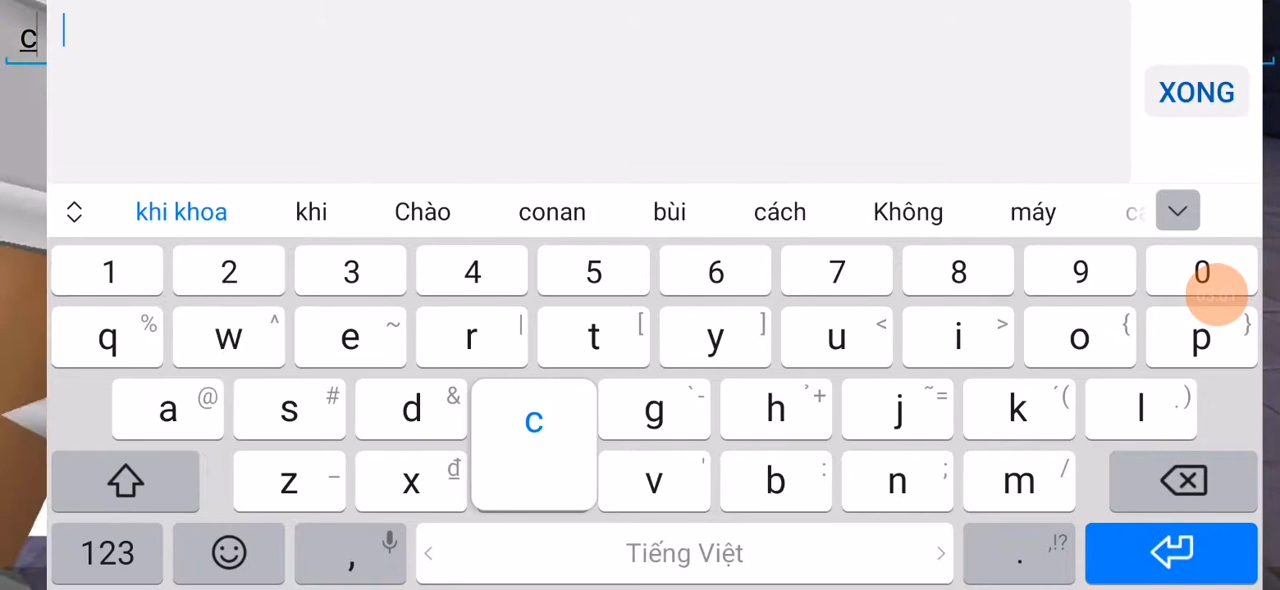 c
XONG
khi khoa khi Chào conan bùi cách Không máy
1 2 3 4 5 6 7 8 9 0
q % w ^ e ~ r | t [ y ] u < i > o { p }
a @ s # d & c g ` - h ̉ + j ˜ = k ´ ( l . )
z _ x đ v ' b : n ; m /
123 , < Tiếng Việt > . ,!?